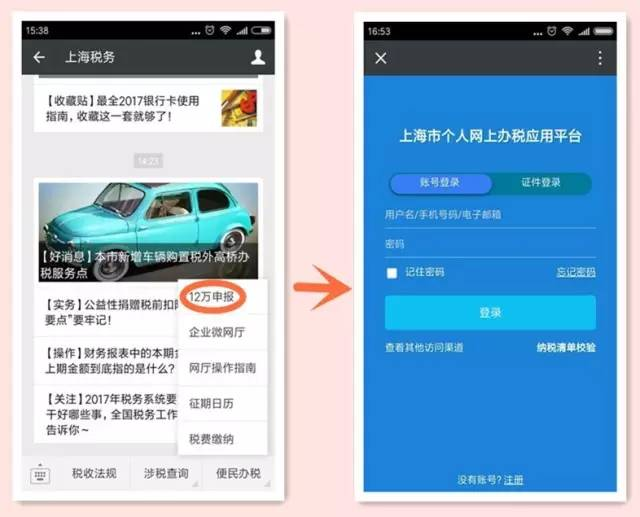 15:38
上海税务
【收藏贴】最全2017银行卡使用
指南，收藏这一套就够了！
14:23
【好消息】本市新增车辆购置税外高桥办
税服务点
【实务】公益性捐赠税前扣
要点"要牢记！
【操作】财务报表中的本期金
上期金额到底指的是什么？
【关注】2017年税务系统要
干好哪些事，全国税务工作
告诉你～
12万申报
企业微网厅
网厅操作指南
征期日历
税费缴纳
税收法规
涉税查询
便民办税
16:53
上海市个人网上办税应用平台
账号登录
证件登录
用户名/手机号码/电子邮箱
密码
记住密码
忘记密码
登录
查看其他访问渠道
纳税清单校验
没有账号？注册